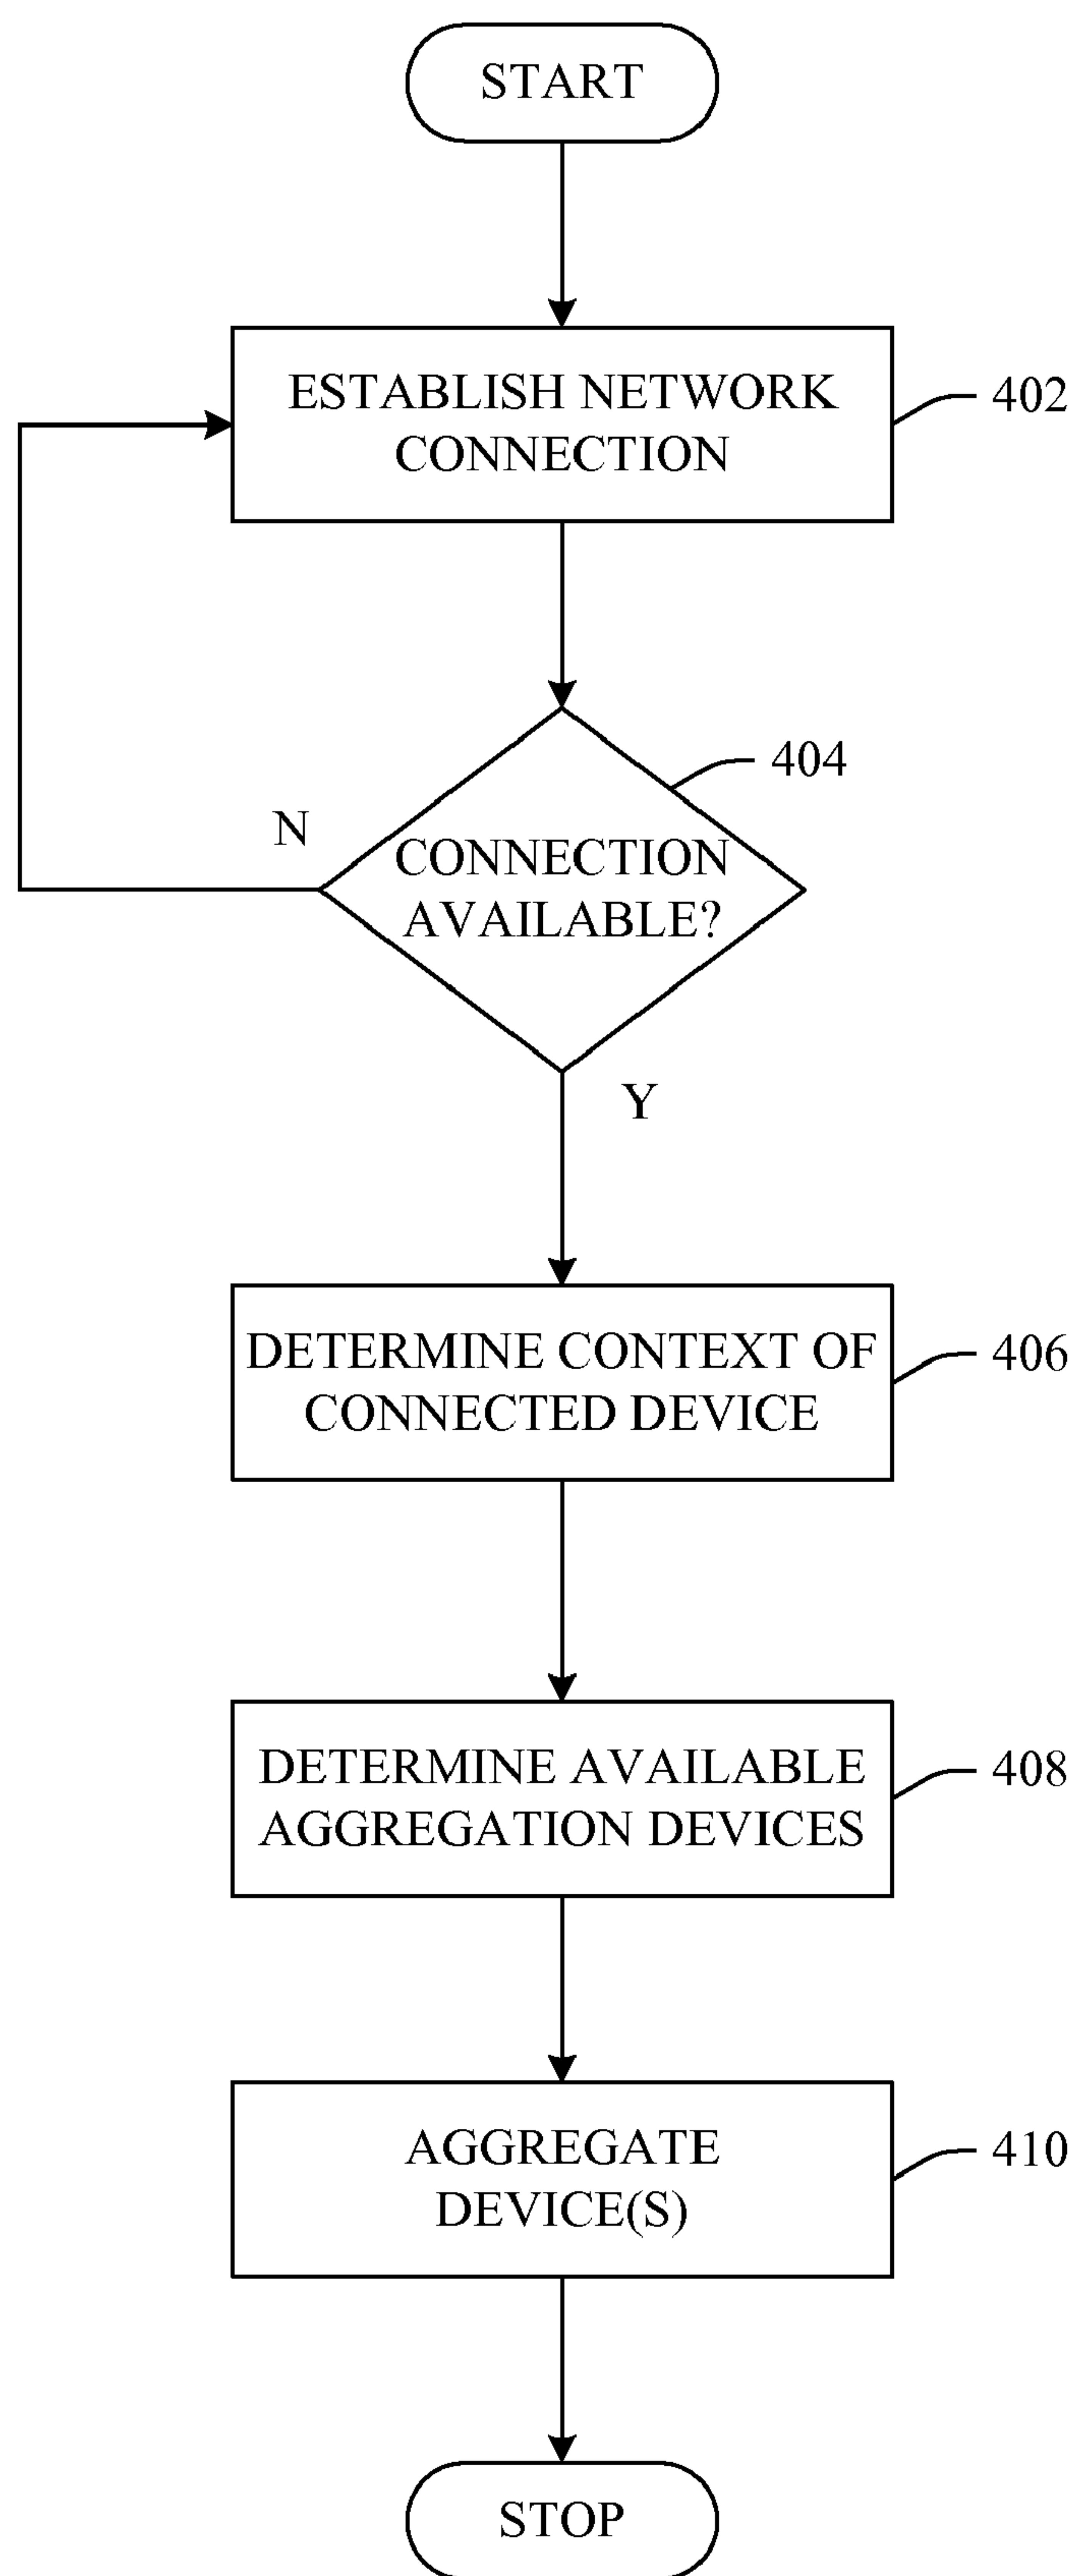 START
ESTABLISH NETWORK
CONNECTION
402
404
N
CONNECTION
AVAILABLE?
Y
DETERMINE CONTEXT OF
CONNECTED DEVICE
406
DETERMINE AVAILABLE
AGGREGATION DEVICES
408
AGGREGATE
DEVICE(S)
410
STOP